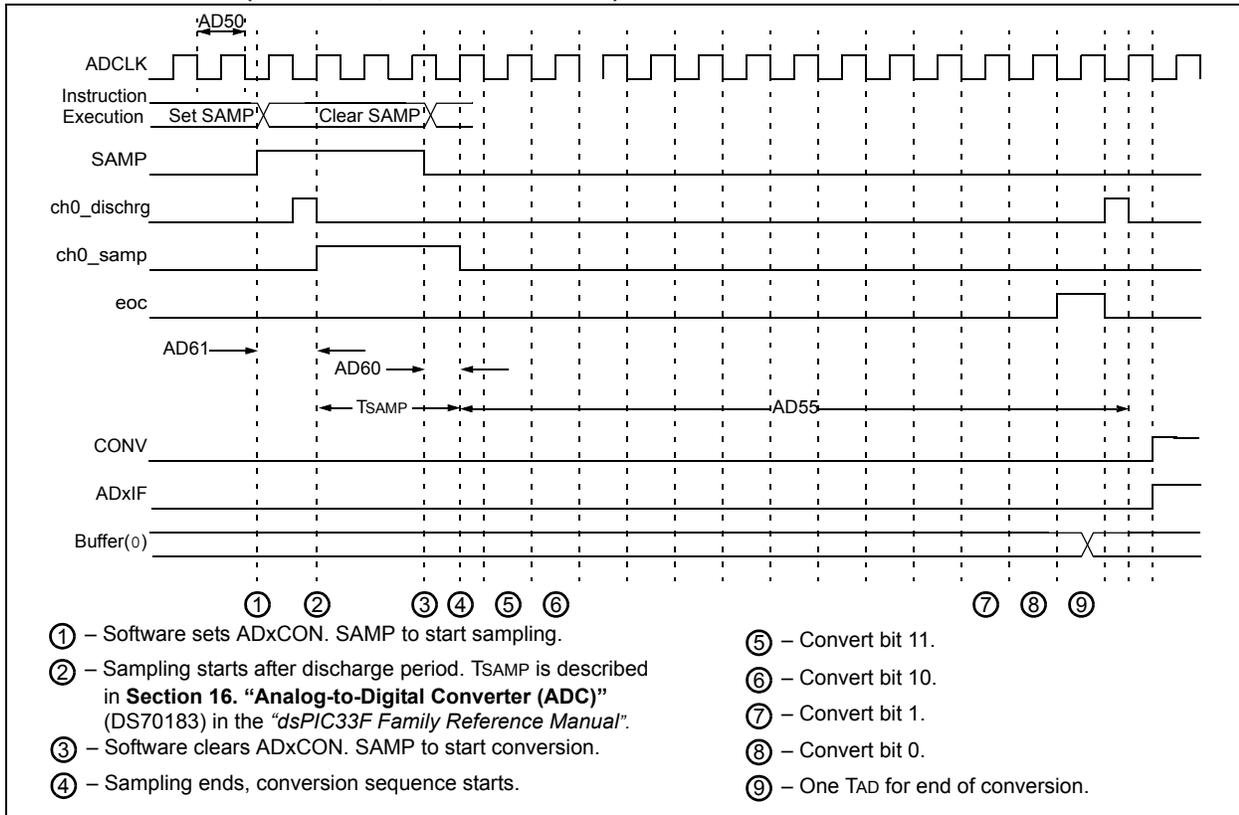 AD50
ADCLK
Instruction
Execution
Set SAMP
Clear SAMP
SAMP
ch0_dischrg
ch0_samp
eoc
AD61
AD60
TSAMP
AD55
CONV
ADxIF
Buffer(0)
1 2 3 4 5 6 7 8 9
1 – Software sets ADxCON. SAMP to start sampling.
2 – Sampling starts after discharge period. TSAMP is described
in Section 16. “Analog-to-Digital Converter (ADC)”
(DS70183) in the “dsPIC33F Family Reference Manual”.
3 – Software clears ADxCON. SAMP to start conversion.
4 – Sampling ends, conversion sequence starts.
5 – Convert bit 11.
6 – Convert bit 10.
7 – Convert bit 1.
8 – Convert bit 0.
9 – One TAD for end of conversion.